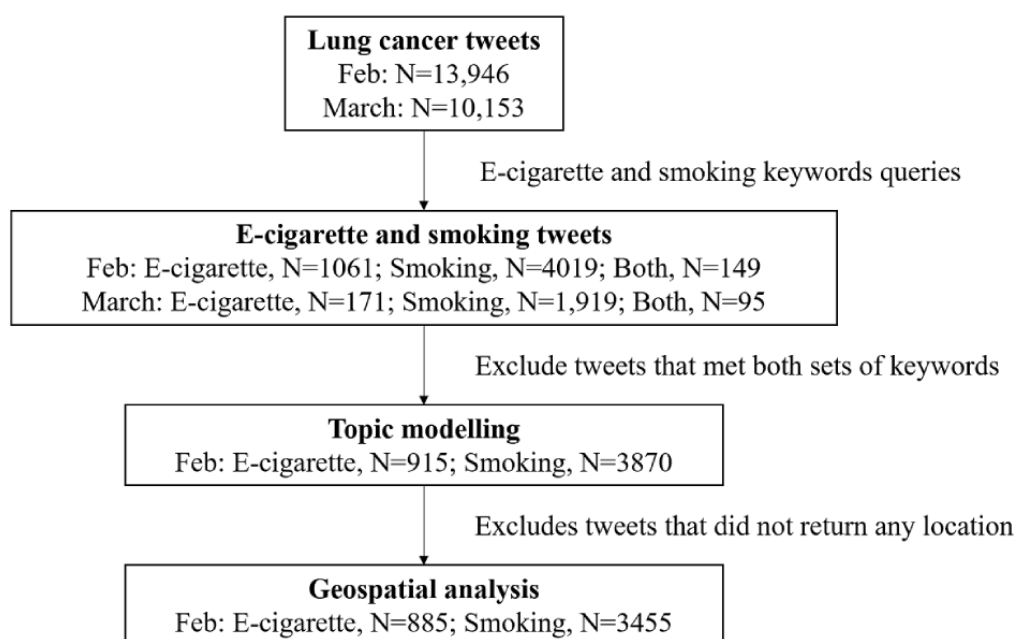 Lung cancer tweets
Feb: N=13,946
March: N=10,153
E-cigarette and smoking keywords queries
E-cigarette and smoking tweets
Feb: E-cigarette, N=1061; Smoking, N=4019; Both, N=149
March: E-cigarette, N=171; Smoking, N=1,919; Both, N=95
Exclude tweets that met both sets of keywords
Topic modelling
Feb: E-cigarette, N=915; Smoking, N=3870
Excludes tweets that did not return any location
Geospatial analysis
Feb: E-cigarette, N=885; Smoking, N=3455